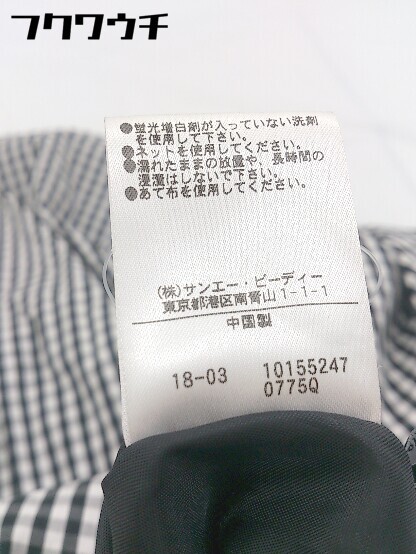 フクワウチ
●蛍光増白剤が入っていない洗剤
を使用して下さい。
●ネットを使用して下さい。
●濡れたままの放置や、長時間の
浸漬はしないで下さい。
●あて布を使用して下さい。
(株)サンエー・ビーディー
東京都港区南青山1-1-1
中国製
18-03 10155247
0775Q